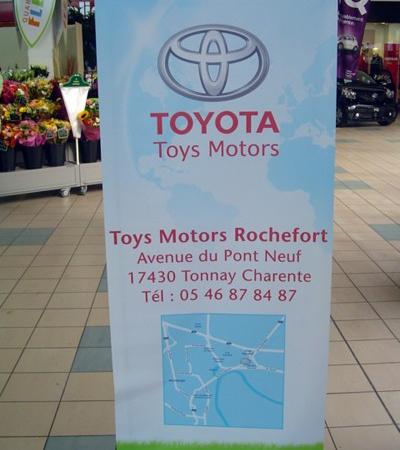 TOYOTA
Toys Motors
Toys Motors Rochefort
Avenue du Pont Neuf
17430 Tonnay Charente
Tél : 05 46 87 84 87